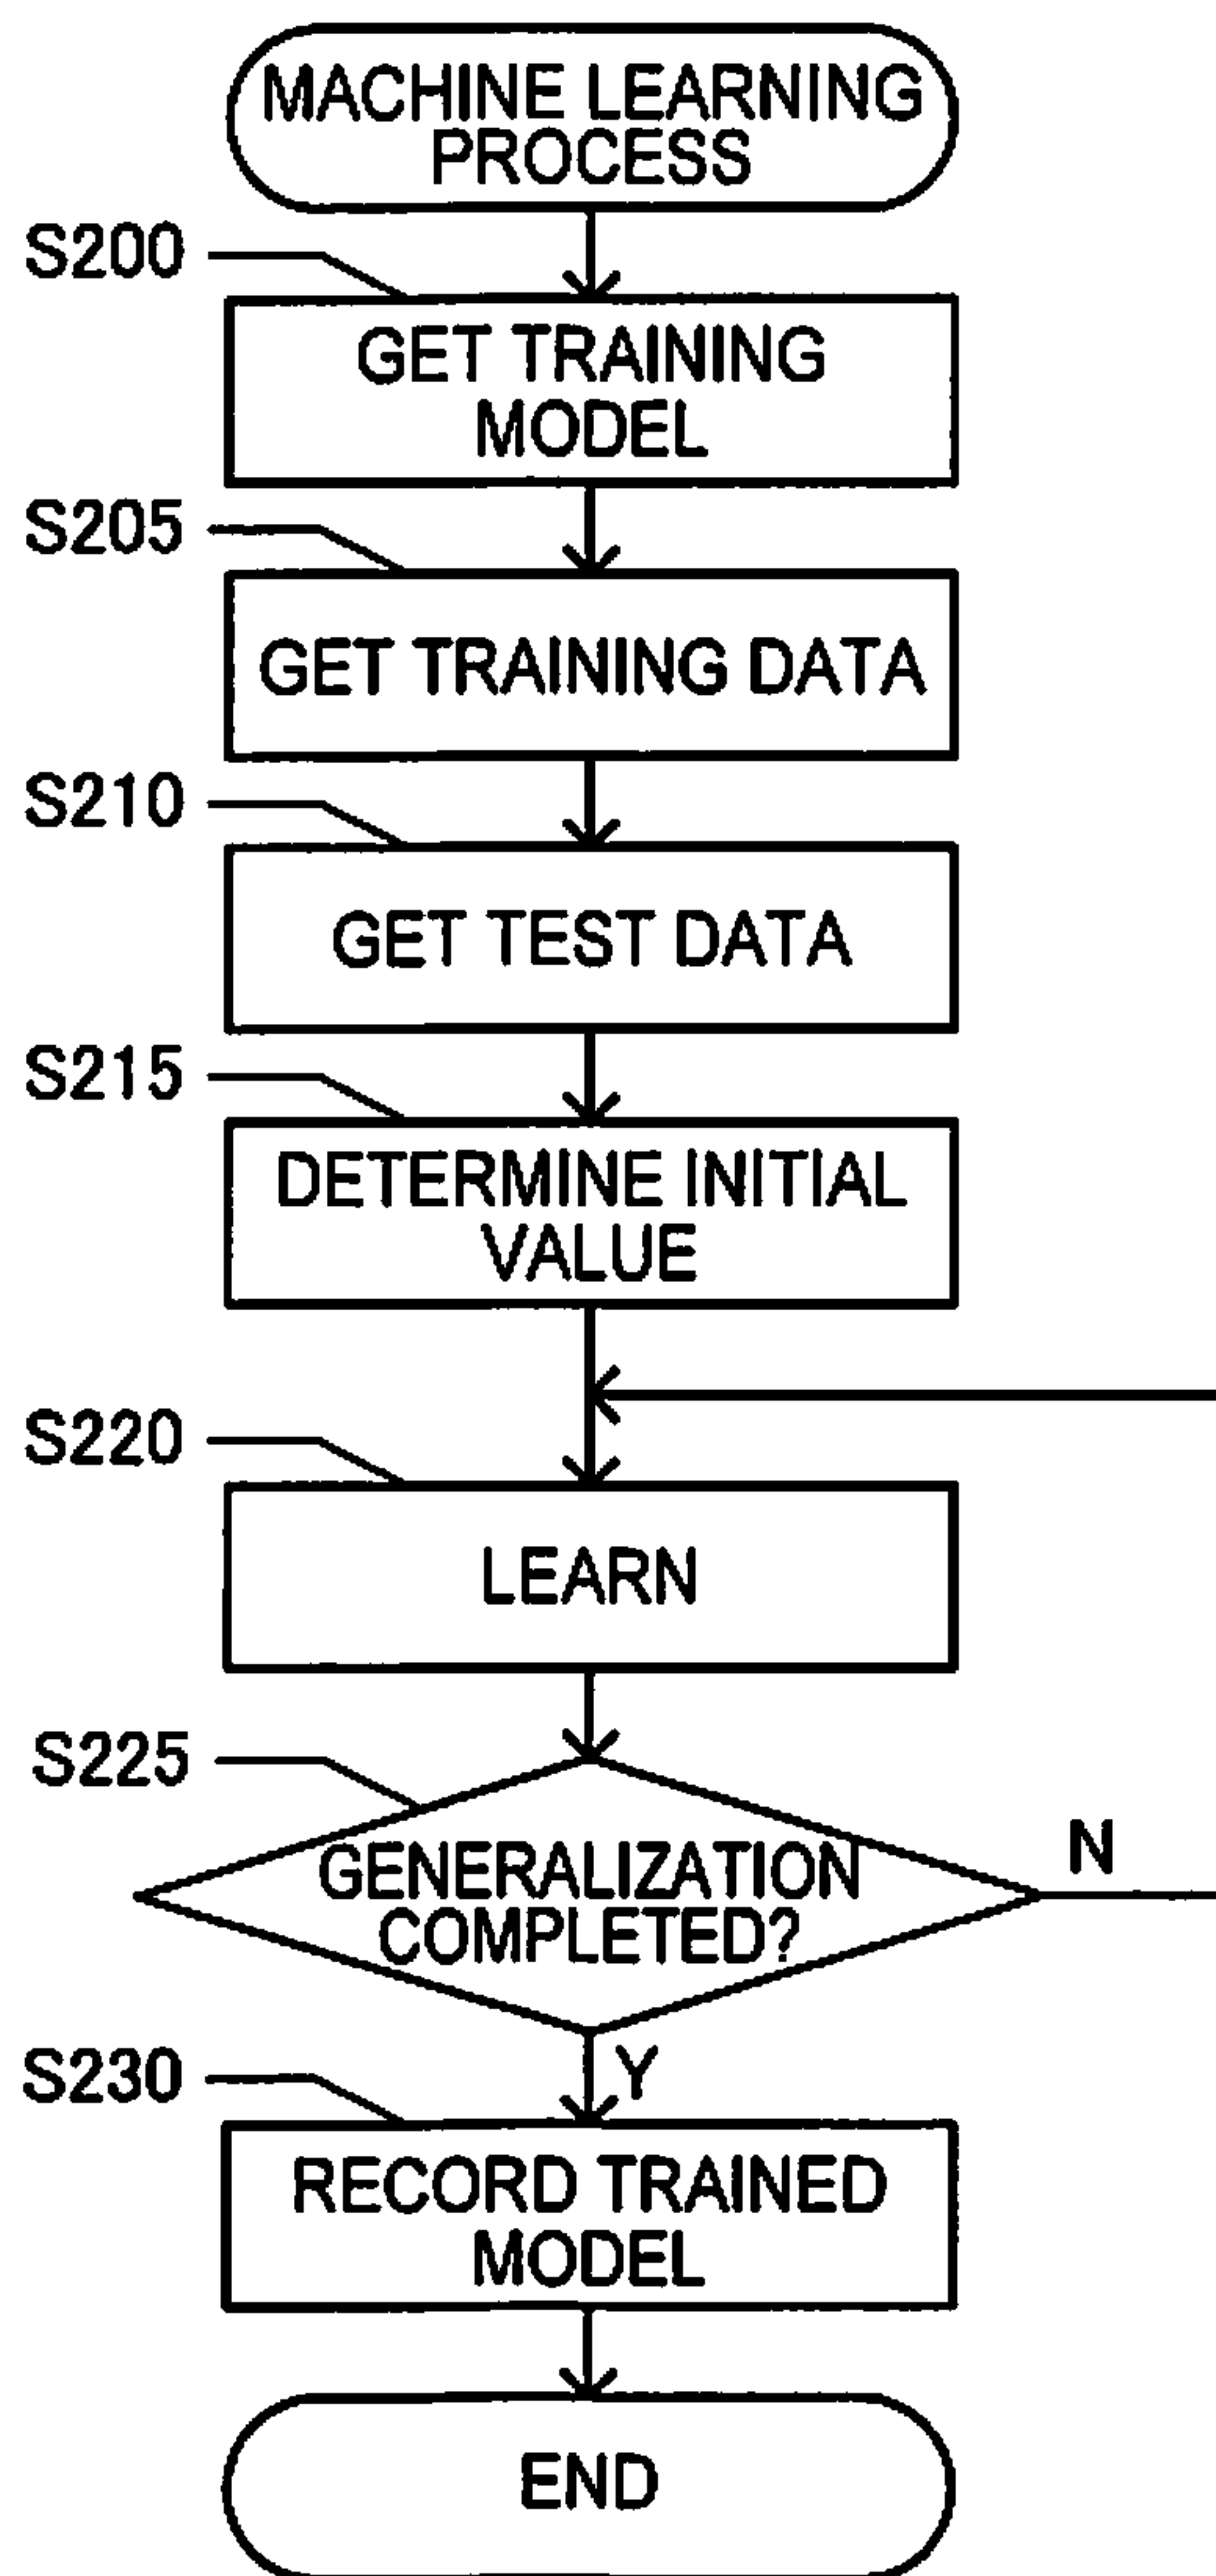 MACHINE LEARNING
PROCESS
S200
GET TRAINING
MODEL
S205
GET TRAINING DATA
S210
GET TEST DATA
S215
DETERMINE INITIAL
VALUE
S220
LEARN
S225
GENERALIZATION
COMPLETED?
N
Y
S230
RECORD TRAINED
MODEL
END